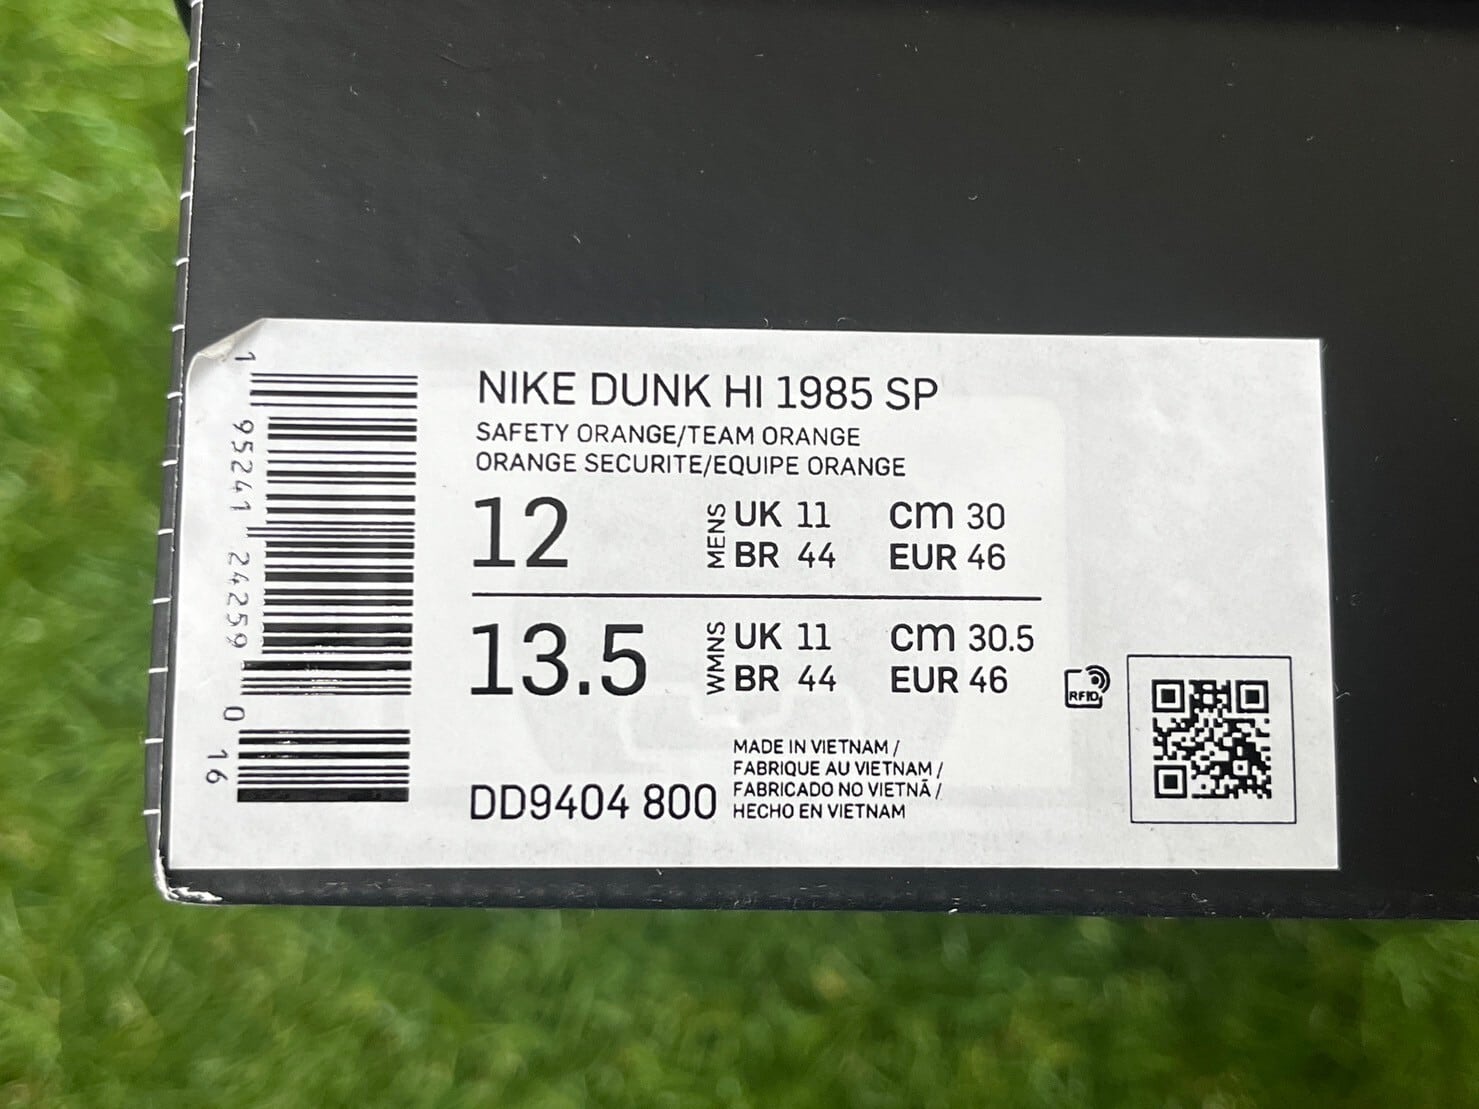 NIKE DUNK HI 1985 SP
SAFETY ORANGE/TEAM ORANGE
ORANGE SECURITE/EQUIPE ORANGE
12 MENS UK 11 CM 30
BR 44 EUR 46
13.5 WMNS UK 11 CM 30.5
BR 44 EUR 46
RFID
MADE IN VIETNAM /
FABRIQUE AU VIETNAM /
FABRICADO NO VIETNÃ /
HECHO EN VIETNAM
DD9404 800
1 95241 24259 0 16